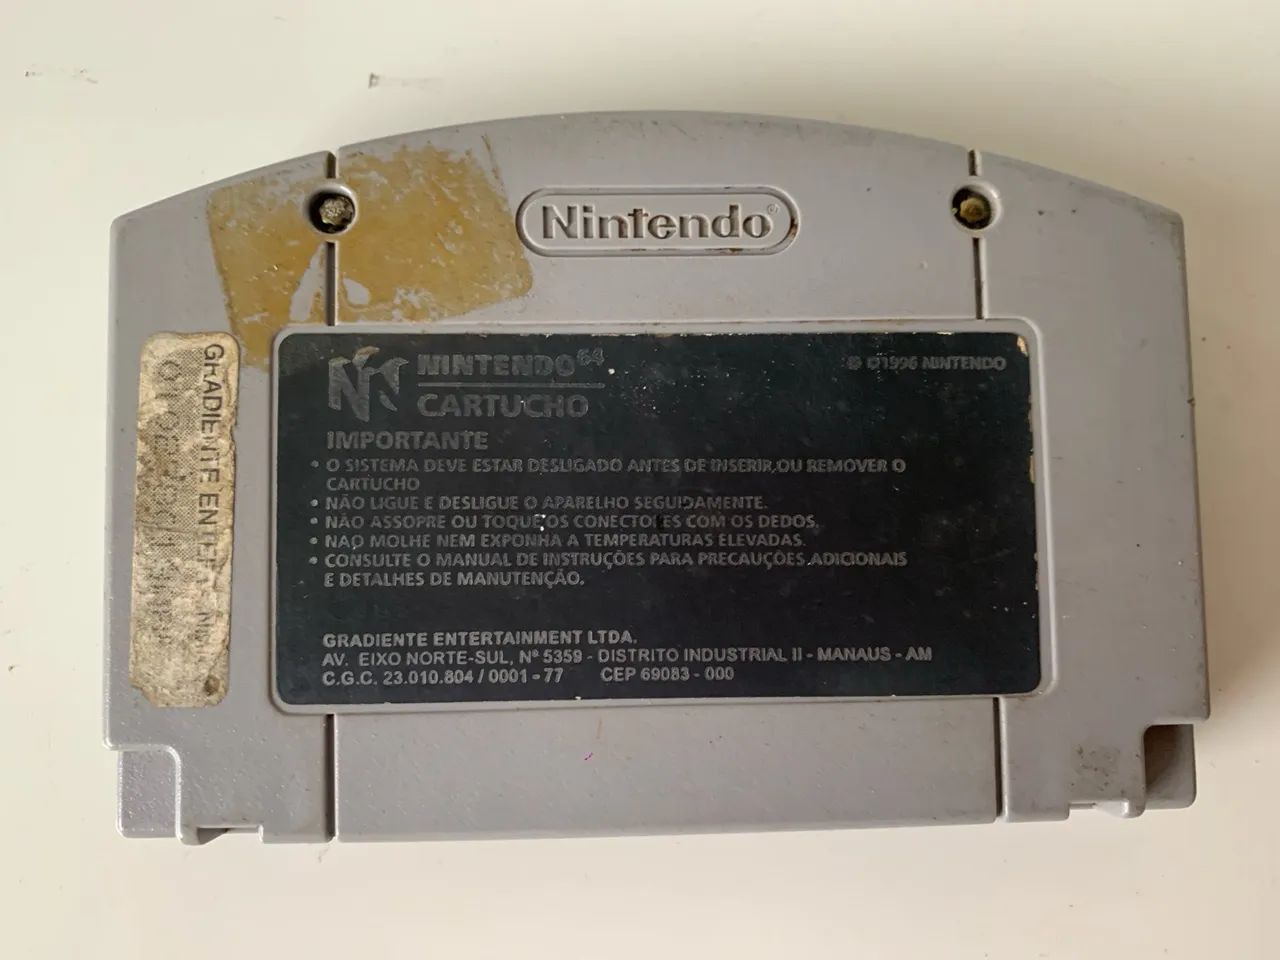 Nintendo®
NINTENDO 64
CARTUCHO
© 1996 NINTENDO
IMPORTANTE
• O SISTEMA DEVE ESTAR DESLIGADO ANTES DE INSERIR OU REMOVER O
CARTUCHO
• NÃO LIGUE E DESLIGUE O APARELHO SEGUIDAMENTE.
• NÃO ASSOPRE OU TOQUE OS CONECTORES COM OS DEDOS.
• NAO MOLHE NEM EXPONHA A TEMPERATURAS ELEVADAS.
• CONSULTE O MANUAL DE INSTRUÇÕES PARA PRECAUÇÕES ADICIONAIS
E DETALHES DE MANUTENÇÃO.
GRADIENTE ENTERTAINMENT LTDA.
AV. EIXO NORTE-SUL, Nº 5359 - DISTRITO INDUSTRIAL II - MANAUS - AM
C.G.C. 23.010.804 / 0001 - 77 CEP 69083 - 000
GRADIENTE